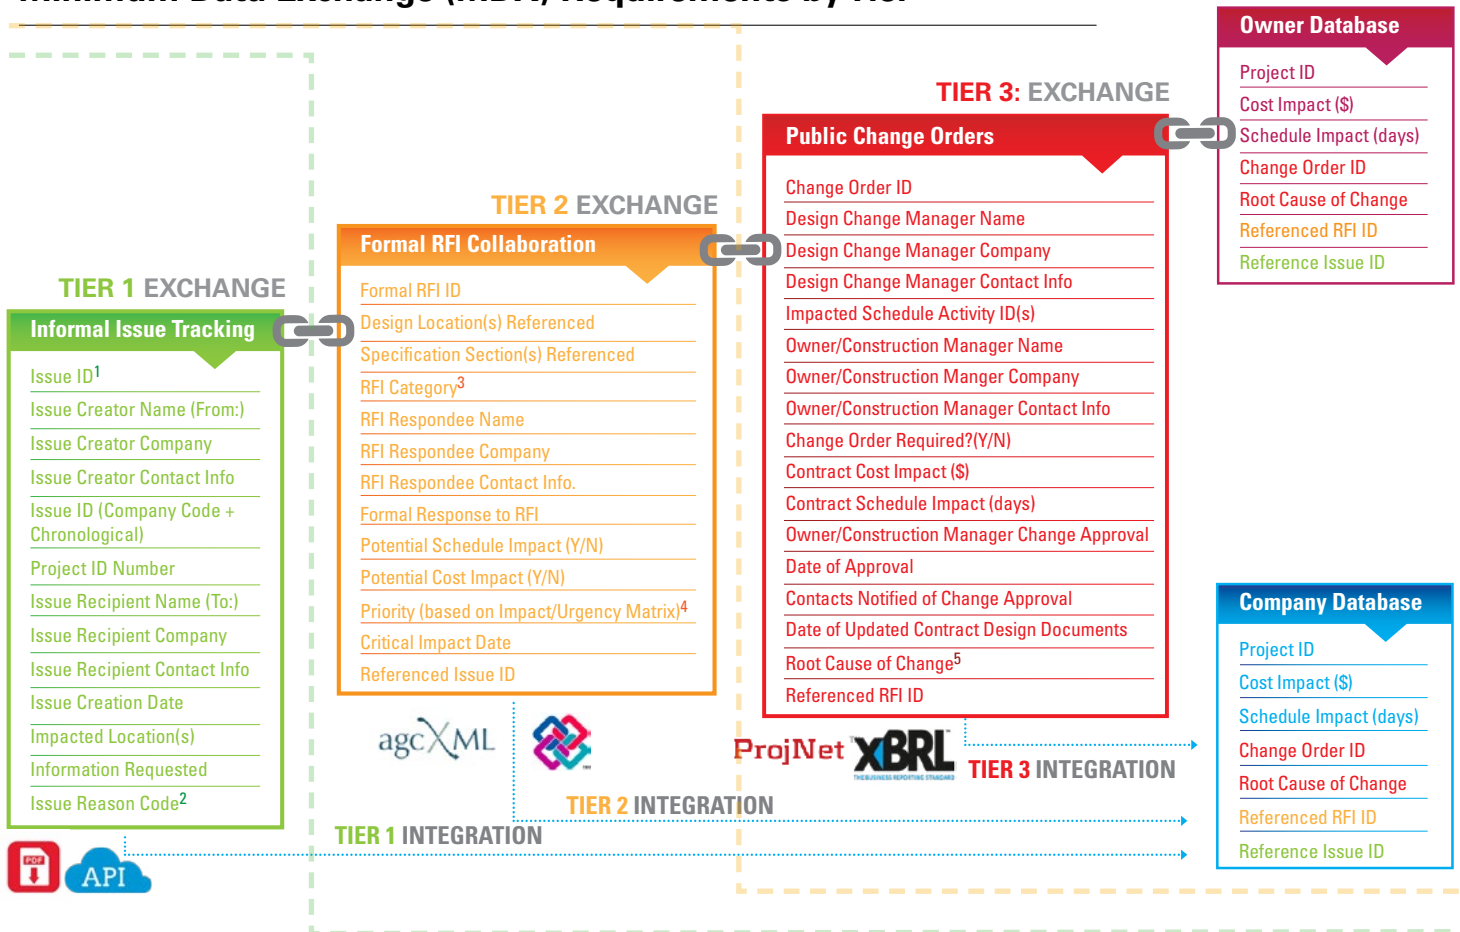 Minimum Data Exchange (MDX) Requirements by Tier
TIER 1 EXCHANGE
Informal Issue Tracking
Issue ID1
Issue Creator Name (From:)
Issue Creator Company
Issue Creator Contact Info
Issue ID (Company Code +
Chronological)
Project ID Number
Issue Recipient Name (To:)
Issue Recipient Company
Issue Recipient Contact Info
Issue Creation Date
Impacted Location(s)
Information Requested
Issue Reason Code2
PDF
API
TIER 2 EXCHANGE
Formal RFI Collaboration
Formal RFI ID
Design Location(s) Referenced
Specification Section(s) Referenced
RFI Category3
RFI Respondee Name
RFI Respondee Company
RFI Respondee Contact Info.
Formal Response to RFI
Potential Schedule Impact (Y/N)
Potential Cost Impact (Y/N)
Priority (based on Impact/Urgency Matrix)4
Critical Impact Date
Referenced Issue ID
agcXML
TIER 3: EXCHANGE
Public Change Orders
Change Order ID
Design Change Manager Name
Design Change Manager Company
Design Change Manager Contact Info
Impacted Schedule Activity ID(s)
Owner/Construction Manager Name
Owner/Construction Manger Company
Owner/Construction Manager Contact Info
Change Order Required?(Y/N)
Contract Cost Impact ($)
Contract Schedule Impact (days)
Owner/Construction Manager Change Approval
Date of Approval
Contacts Notified of Change Approval
Date of Updated Contract Design Documents
Root Cause of Change5
Referenced RFI ID
ProjNet
XBRL
THE BUSINESS REPORTING STANDARD
TIER 3 INTEGRATION
TIER 2 INTEGRATION
TIER 1 INTEGRATION
Owner Database
Project ID
Cost Impact ($)
Schedule Impact (days)
Change Order ID
Root Cause of Change
Referenced RFI ID
Reference Issue ID
Company Database
Project ID
Cost Impact ($)
Schedule Impact (days)
Change Order ID
Root Cause of Change
Referenced RFI ID
Reference Issue ID